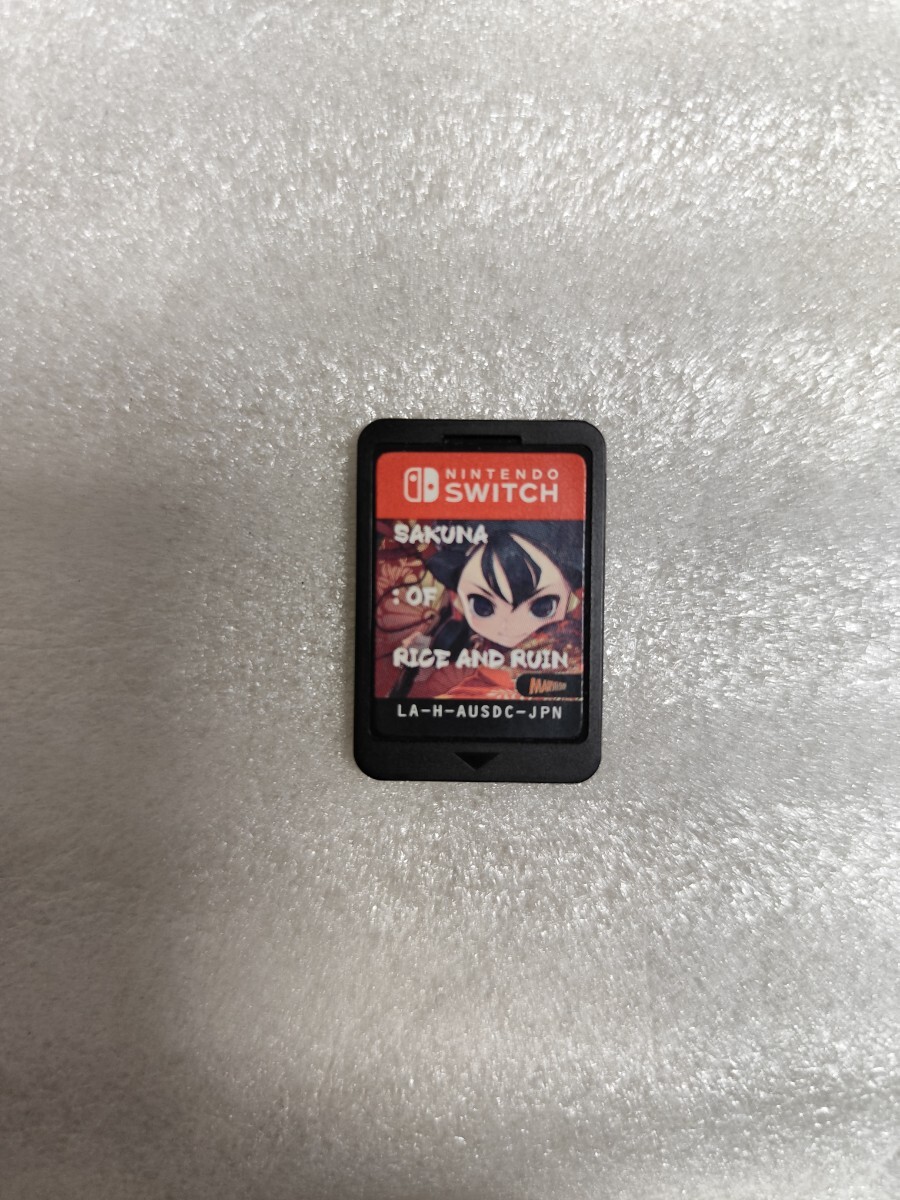 NINTENDO
SWITCH
SAKUNA
: OF
RICE AND RUIN
LA-H-AUSDC-JPN